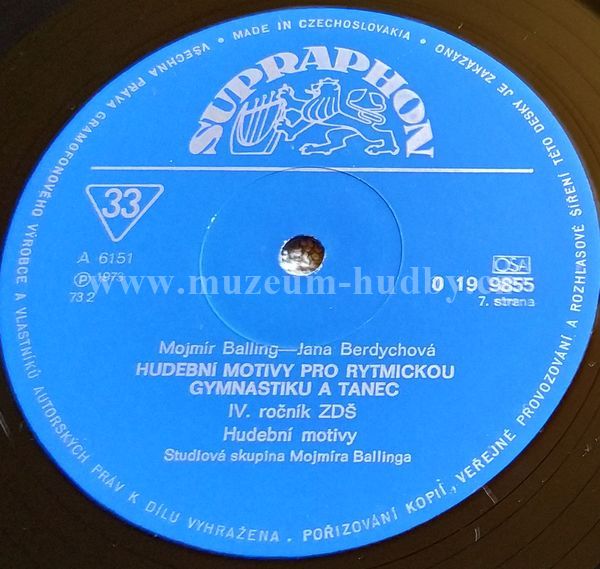 VŠECHNA PRÁVA GRAMOFONOVÉHO VÝROBCE A VLASTNÍKŮ AUTORSKÝCH PRÁV K DÍLU VYHRAŽENA. POŘIZOVÁNÍ KOPIÍ, VEŘEJNÉ PROVOZOVÁNÍ A ROZHLASOVÉ ŠÍŘENÍ TÉTO DESKY JE ZAKÁZÁNO • MADE IN CZECHOSLOVAKIA •
SUPRAPHON
33
A 6151
Ⓟ 1973
73 2
OSA
0 19 9855
7. strana
www.muzeum-hudby.c
Mojmír Balling—Jana Berdychová
HUDEBNÍ MOTIVY PRO RYTMICKOU
GYMNASTIKU A TANEC
IV. ročník ZDŠ
Hudební motivy
Studiová skupina Mojmíra Ballinga